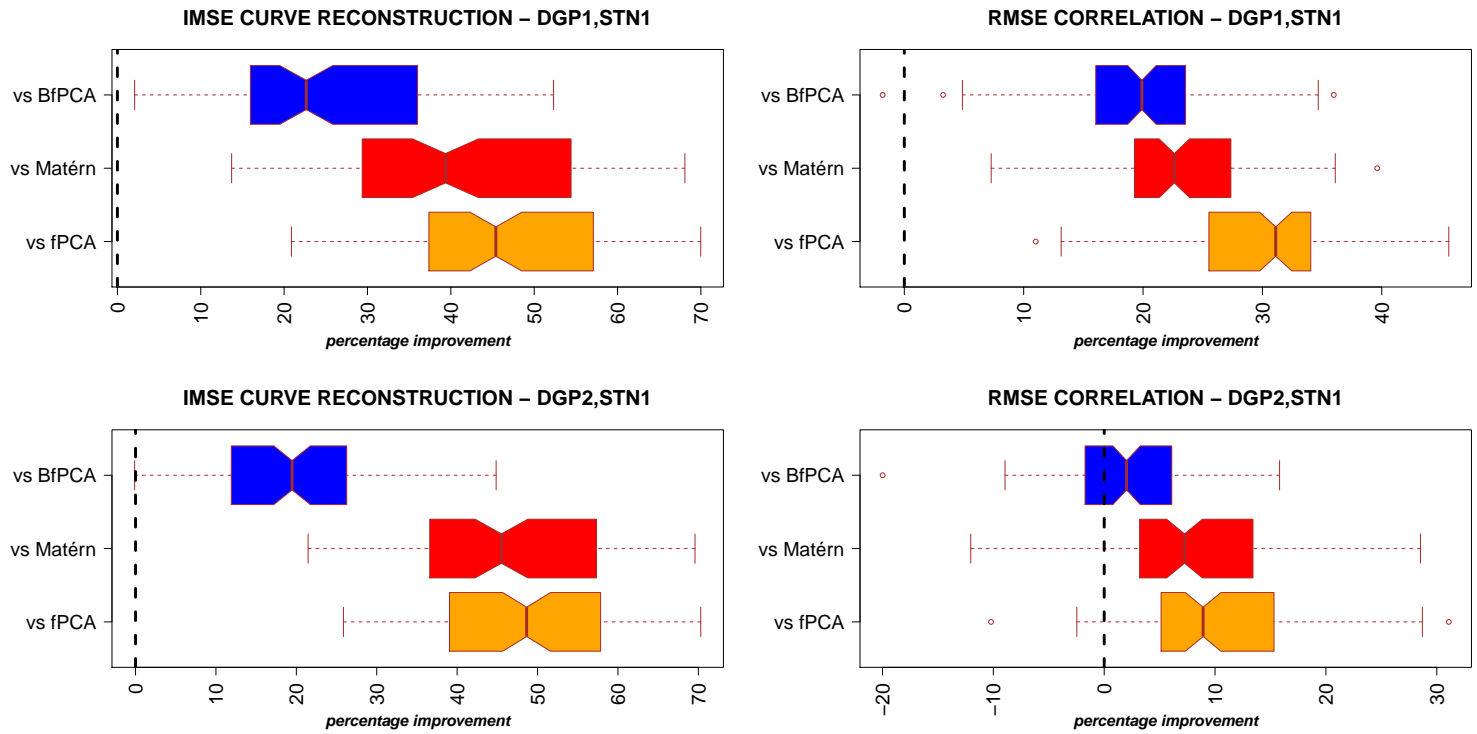 IMSE CURVE RECONSTRUCTION – DGP1,STN1
vs BfPCA
vs Matérn
vs fPCA
0 10 20 30 40 50 60 70
percentage improvement
RMSE CORRELATION – DGP1,STN1
vs BfPCA
vs Matérn
vs fPCA
0 10 20 30 40
percentage improvement
IMSE CURVE RECONSTRUCTION – DGP2,STN1
vs BfPCA
vs Matérn
vs fPCA
0 10 20 30 40 50 60 70
percentage improvement
RMSE CORRELATION – DGP2,STN1
vs BfPCA
vs Matérn
vs fPCA
−20 −10 0 10 20 30
percentage improvement